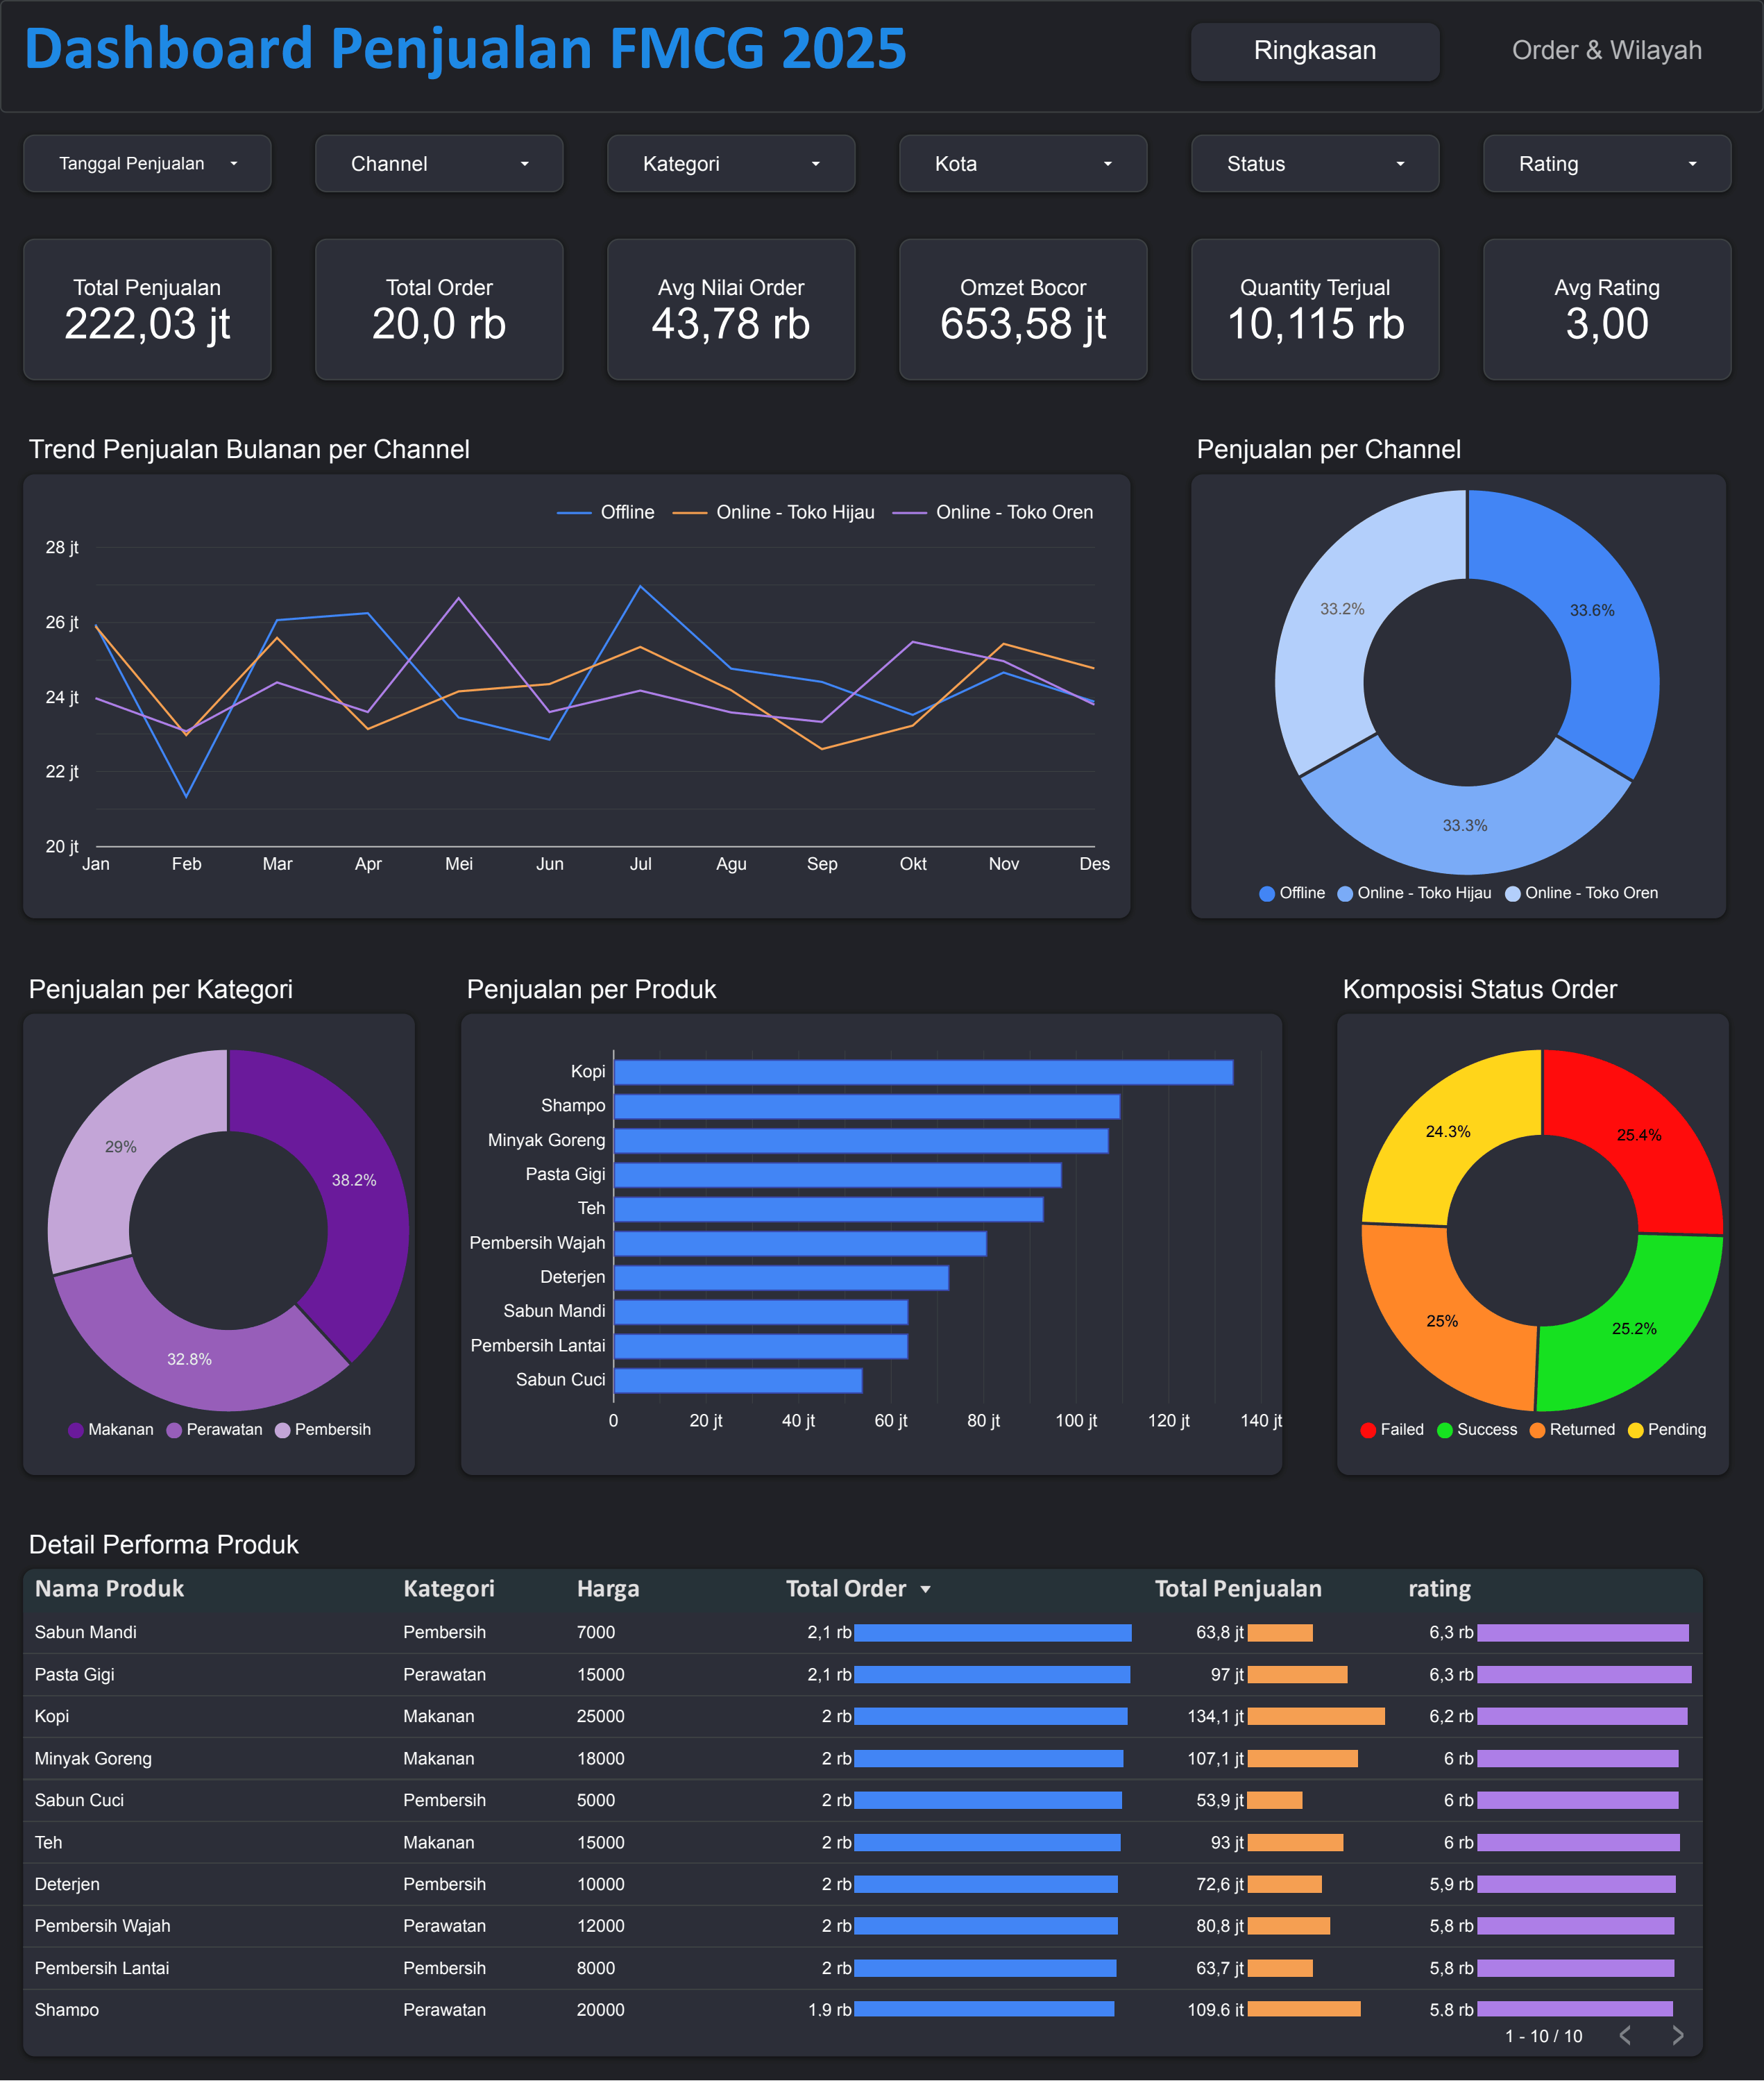 Dashboard Penjualan FMCG 2025
Ringkasan
Order & Wilayah
Tanggal Penjualan
Channel
Kategori
Kota
Status
Rating
Total Penjualan
222,03 jt
Total Order
20,0 rb
Avg Nilai Order
43,78 rb
Omzet Bocor
653,58 jt
Quantity Terjual
10,115 rb
Avg Rating
3,00
Trend Penjualan Bulanan per Channel
Offline
Online - Toko Hijau
Online - Toko Oren
28 jt
26 jt
24 jt
22 jt
20 jt
Jan Feb Mar Apr Mei Jun Jul Agu Sep Okt Nov Des
Penjualan per Channel
33.2%
33.6%
33.3%
Offline Online - Toko Hijau Online - Toko Oren
Penjualan per Kategori
29%
38.2%
32.8%
Makanan Perawatan Pembersih
Penjualan per Produk
Kopi
Shampo
Minyak Goreng
Pasta Gigi
Teh
Pembersih Wajah
Deterjen
Sabun Mandi
Pembersih Lantai
Sabun Cuci
0 20 jt 40 jt 60 jt 80 jt 100 jt 120 jt 140 jt
Komposisi Status Order
24.3%
25.4%
25%
25.2%
Failed Success Returned Pending
Detail Performa Produk
Nama Produk Kategori Harga Total Order Total Penjualan rating
Sabun Mandi Pembersih 7000 2,1 rb 63,8 jt 6,3 rb
Pasta Gigi Perawatan 15000 2,1 rb 97 jt 6,3 rb
Kopi Makanan 25000 2 rb 134,1 jt 6,2 rb
Minyak Goreng Makanan 18000 2 rb 107,1 jt 6 rb
Sabun Cuci Pembersih 5000 2 rb 53,9 jt 6 rb
Teh Makanan 15000 2 rb 93 jt 6 rb
Deterjen Pembersih 10000 2 rb 72,6 jt 5,9 rb
Pembersih Wajah Perawatan 12000 2 rb 80,8 jt 5,8 rb
Pembersih Lantai Pembersih 8000 2 rb 63,7 jt 5,8 rb
Shampo Perawatan 20000 1,9 rb 109,6 jt 5,8 rb
1 - 10 / 10